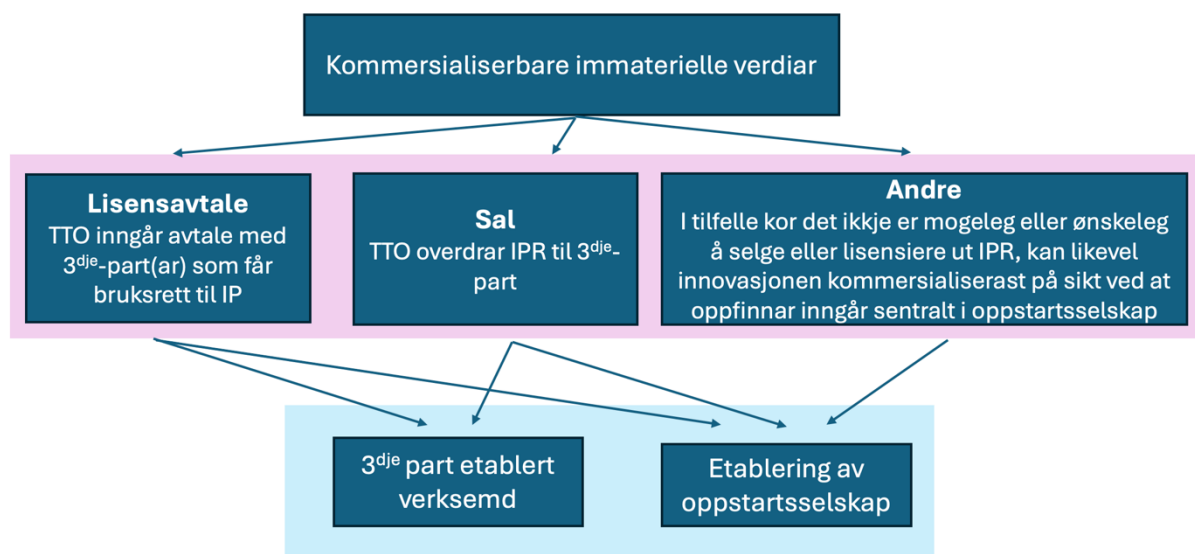 Kommersialiserbare immaterielle verdiar
Lisensavtale
TTO inngår avtale med
3dje-part(ar) som får
bruksrett til IP
Sal
TTO overdrar IPR til 3dje-
part
Andre
I tilfelle kor det ikkje er mogeleg eller ønskeleg
å selge eller lisensiere ut IPR, kan likevel
innovasjonen kommersialiserast på sikt ved at
oppfinnar inngår sentralt i oppstartsselskap
3dje part etablert
verksemd
Etablering av
oppstartsselskap